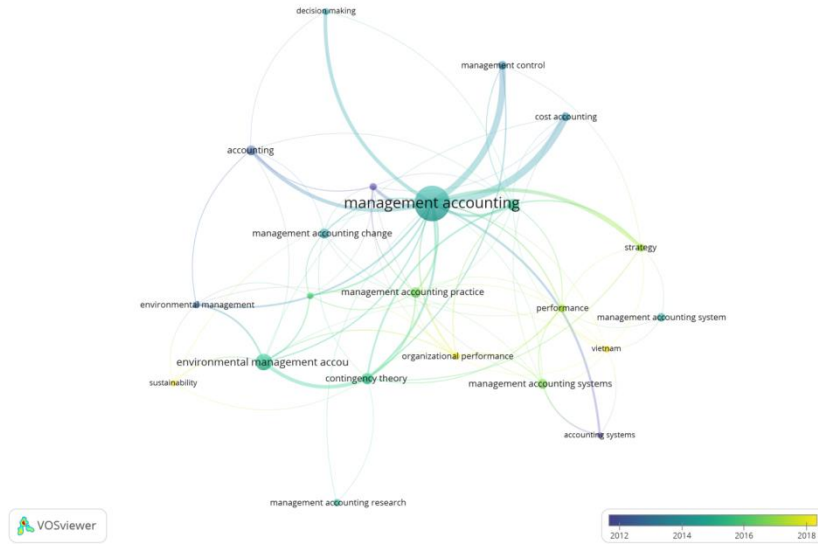 decision making
management control
cost accounting
accounting
management accounting
management accounting change
strategy
management accounting practice
environmental management
performance
management accounting system
vietnam
organizational performance
environmental management accou
contingency theory
sustainability
management accounting systems
accounting systems
management accounting research
VOSviewer
2012 2014 2016 2018